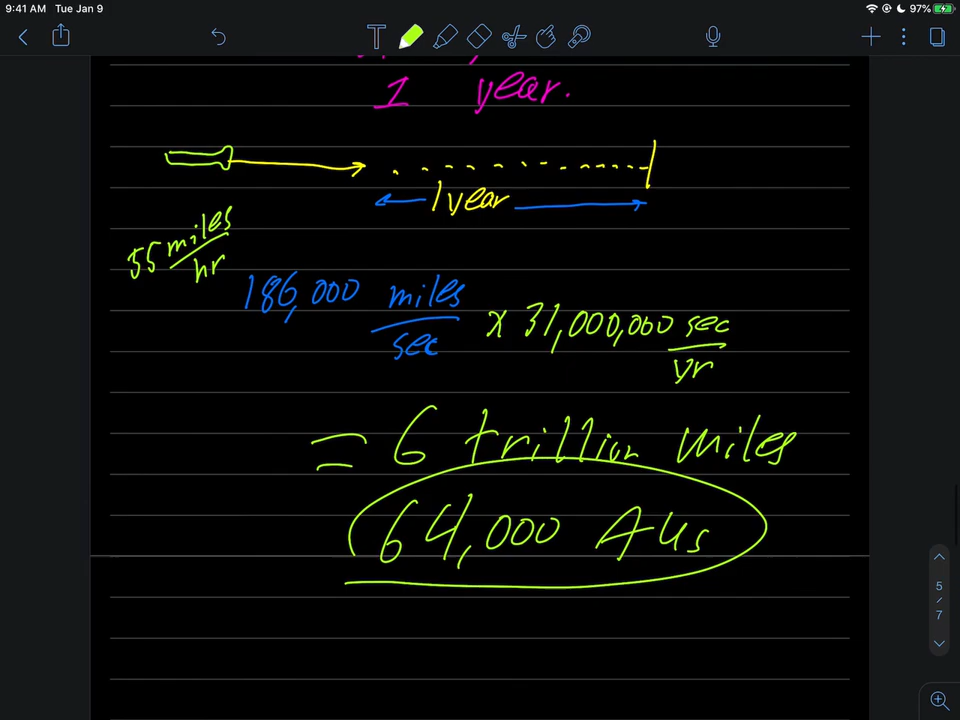 9:41 AM Tue Jan 9
97%
1 year.
1 year
55 miles/hr
186,000 miles/sec x 31,000,000 sec/yr
= 6 trillion miles
64,000 AUs
5
/
7